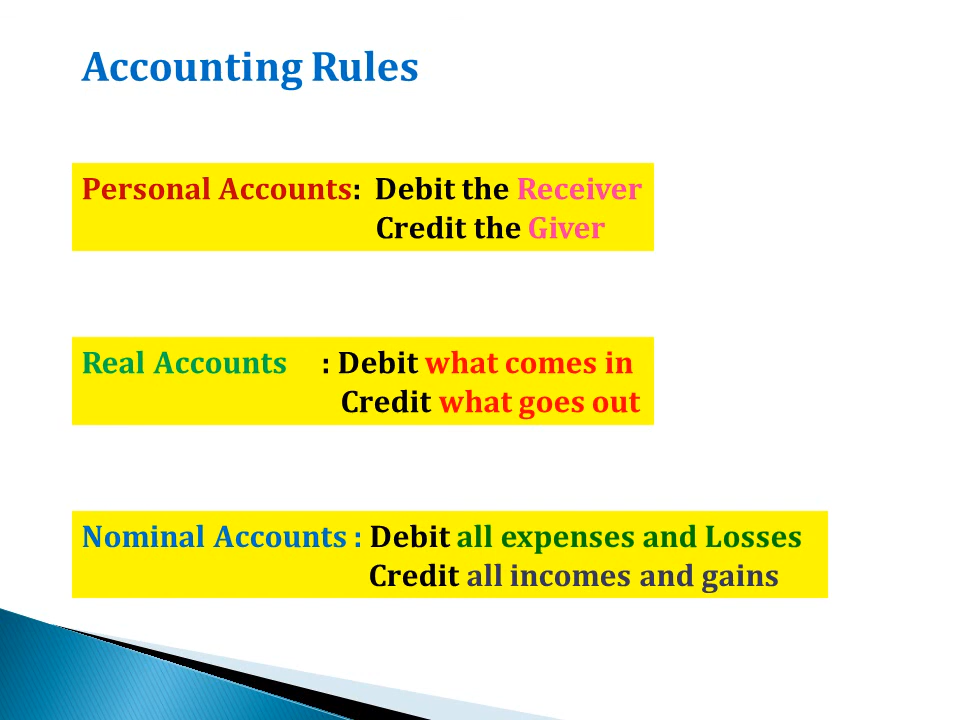 Accounting Rules
Personal Accounts: Debit the Receiver
Credit the Giver
Real Accounts : Debit what comes in
Credit what goes out
Nominal Accounts : Debit all expenses and Losses
Credit all incomes and gains